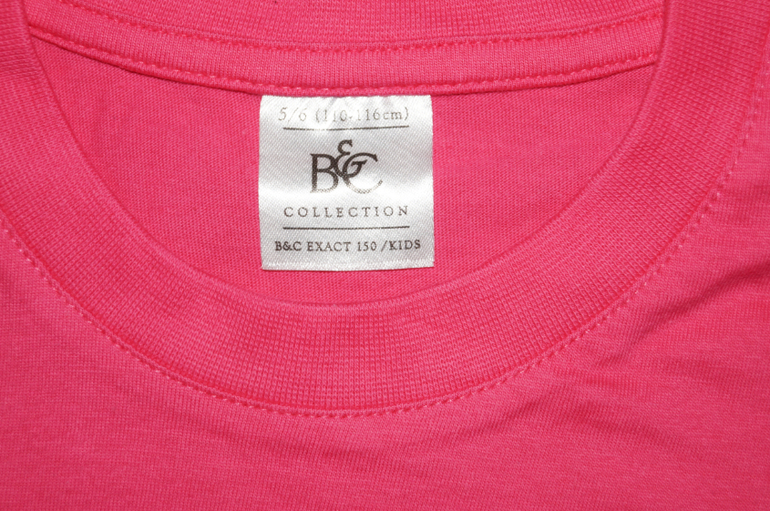 5/6 (110-116cm)
B&C
COLLECTION
B&C EXACT 150 /KIDS